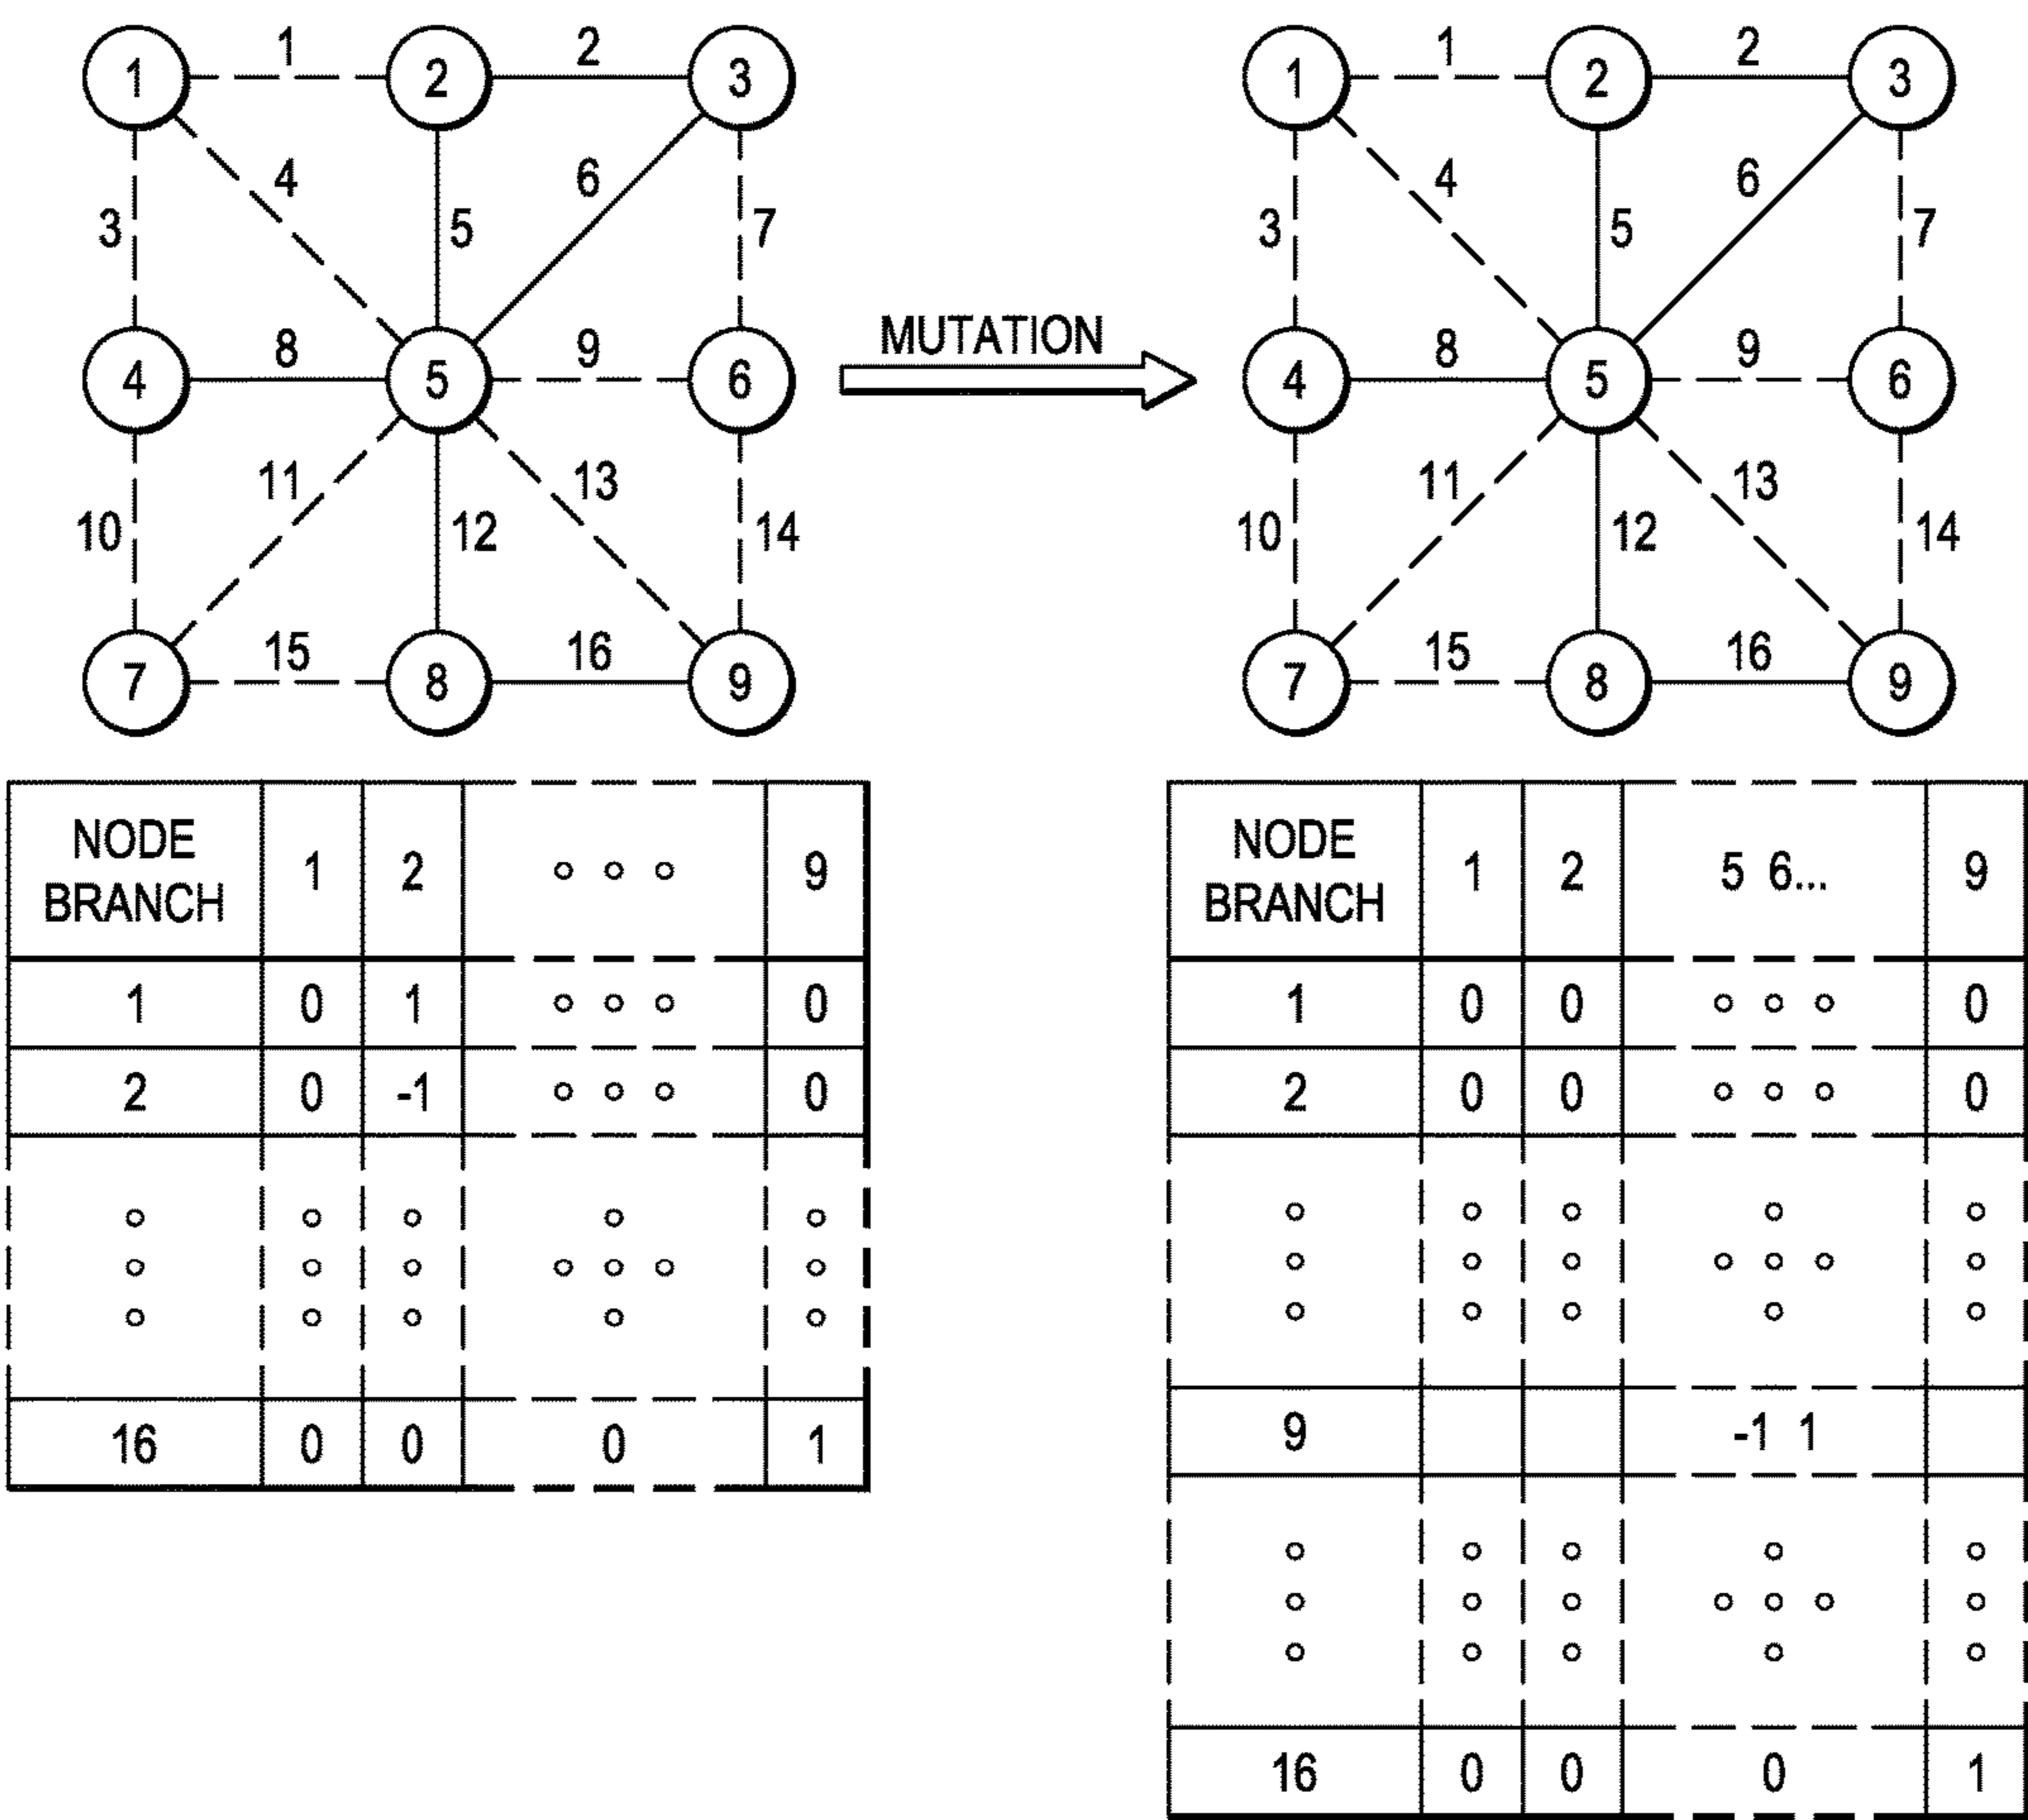 1 1 2 2 3
4 6
3 5 7
4 8 5 9 6
11 13
10 12 14
7 15 8 16 9
MUTATION
1 1 2 2 3
4 6
3 5 7
4 8 5 9 6
11 13
10 12 14
7 15 8 16 9
NODE
BRANCH 1 2 9
1 0 1 0
2 0 -1 0
16 0 0 0 1
NODE
BRANCH 1 2 5 6... 9
1 0 0 0
2 0 0 0
9 -1 1
16 0 0 0 1